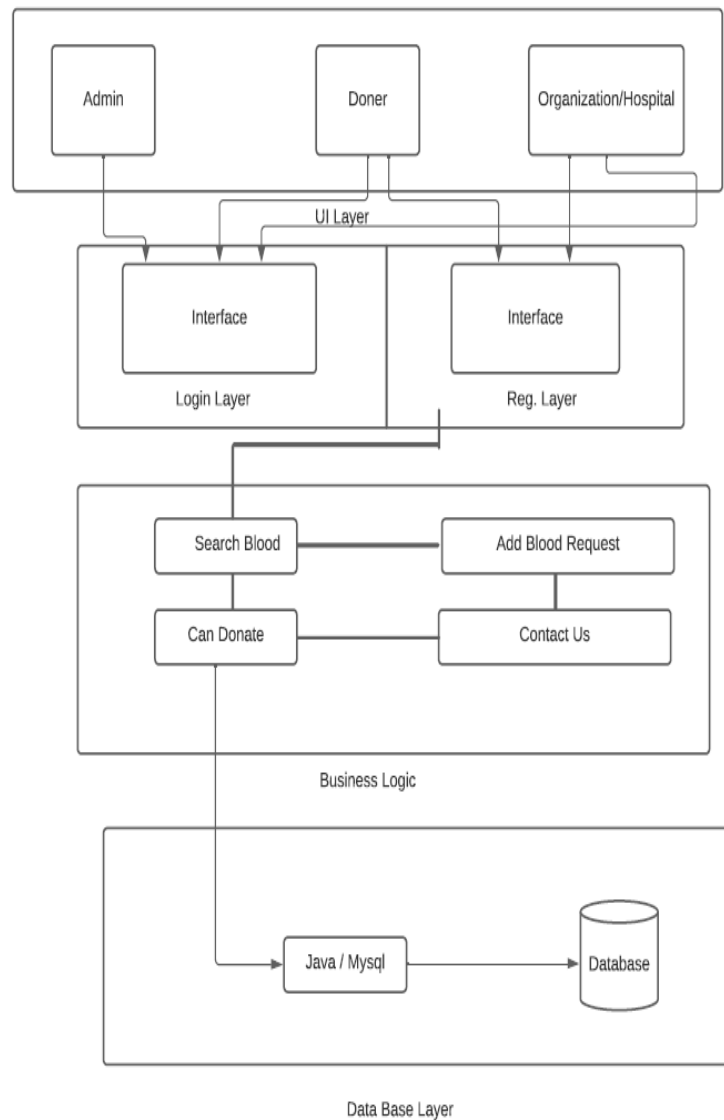 Admin
Doner
Organization/Hospital
UI Layer
Interface
Interface
Login Layer
Reg. Layer
Search Blood
Add Blood Request
Can Donate
Contact Us
Business Logic
Java / Mysql
Database
Data Base Layer